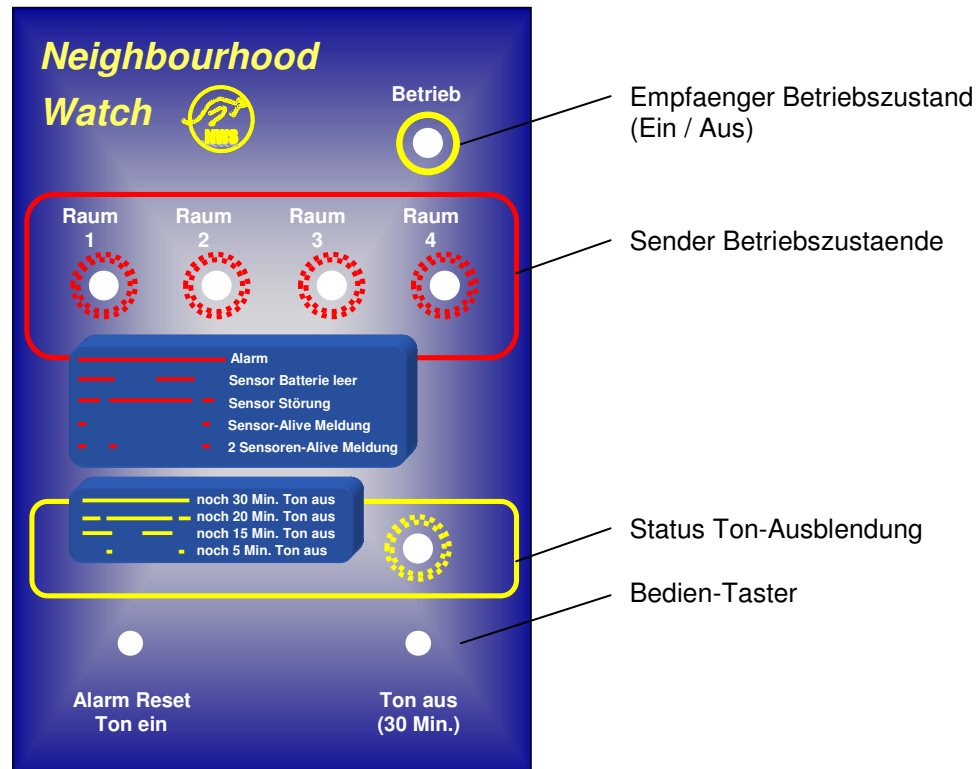 Neighbourhood
Watch
NWS
Betrieb
Empfaenger Betriebszustand
(Ein / Aus)
Raum Raum Raum Raum
1 2 3 4
Sender Betriebszustaende
Alarm
Sensor Batterie leer
Sensor Störung
Sensor-Alive Meldung
2 Sensoren-Alive Meldung
noch 30 Min. Ton aus
noch 20 Min. Ton aus
noch 15 Min. Ton aus
noch 5 Min. Ton aus
Status Ton-Ausblendung
Bedien-Taster
Alarm Reset
Ton ein
Ton aus
(30 Min.)